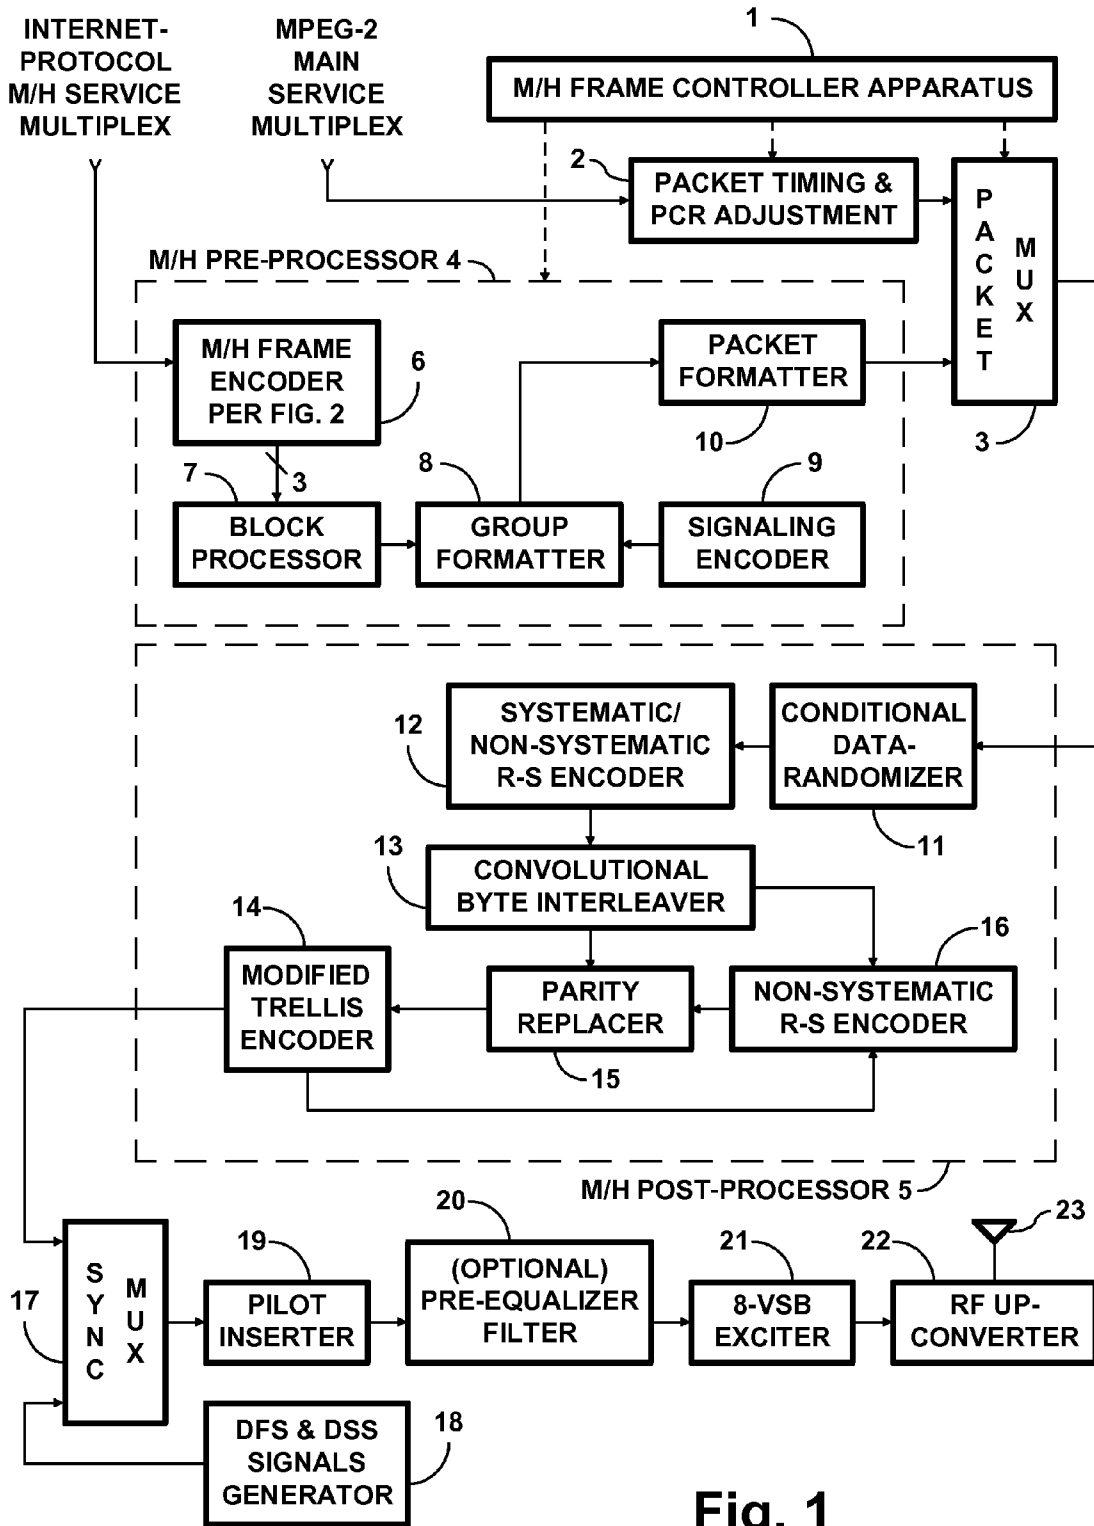 INTERNET-
PROTOCOL
M/H SERVICE
MULTIPLEX
MPEG-2
MAIN
SERVICE
MULTIPLEX
1
M/H FRAME CONTROLLER APPARATUS
2
PACKET TIMING &
PCR ADJUSTMENT
PACKET
MUX
3
M/H PRE-PROCESSOR 4
M/H FRAME
ENCODER
PER FIG. 2
6
3
PACKET
FORMATTER
10
7
BLOCK
PROCESSOR
8
GROUP
FORMATTER
9
SIGNALING
ENCODER
12
SYSTEMATIC/
NON-SYSTEMATIC
R-S ENCODER
CONDITIONAL
DATA-
RANDOMIZER
11
13
CONVOLUTIONAL
BYTE INTERLEAVER
14
MODIFIED
TRELLIS
ENCODER
PARITY
REPLACER
15
16
NON-SYSTEMATIC
R-S ENCODER
M/H POST-PROCESSOR 5
17
SYNC
MUX
19
PILOT
INSERTER
20
(OPTIONAL)
PRE-EQUALIZER
FILTER
21
8-VSB
EXCITER
22
RF UP-
CONVERTER
23
DFS & DSS
SIGNALS
GENERATOR
18
Fig. 1